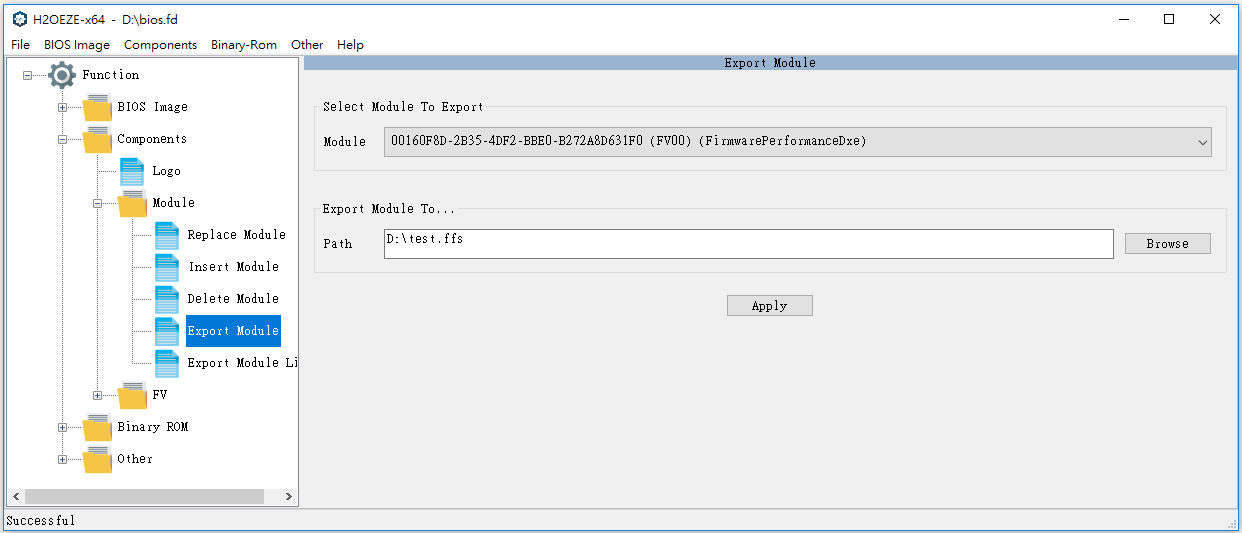 H2OEZE-x64 - D:\bios.fd
File BIOS Image Components Binary-Rom Other Help
Export Module
Function
BIOS Image
Components
Logo
Module
Replace Module
Insert Module
Delete Module
Export Module
Export Module Li
FV
Binary ROM
Other
Select Module To Export
Module 00160F8D-2B35-4DF2-BBE0-B272A8D631F0 (FV00) (FirmwarePerformanceDxe)
Export Module To...
Path D:\test.ffs Browse
Apply
Successful